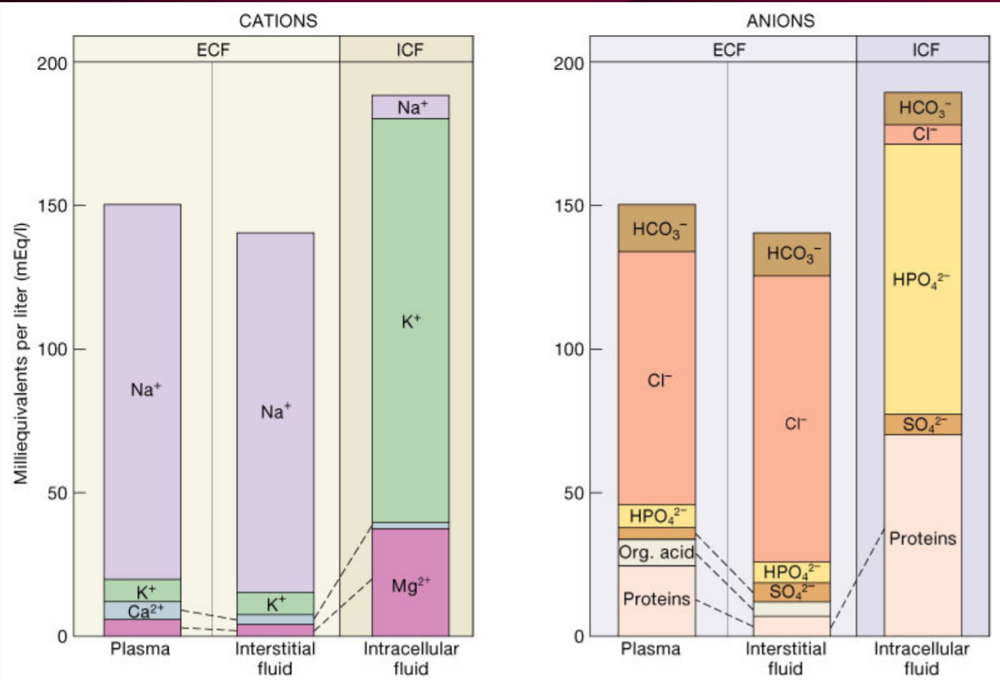 CATIONS
ECF
ICF
Milliequivalents per liter (mEq/l)
200
150
100
50
0
Na⁺
K⁺
Ca²⁺
Na⁺
K⁺
Na⁺
K⁺
Mg²⁺
Plasma
Interstitial
fluid
Intracellular
fluid
ANIONS
ECF
ICF
200
150
100
50
0
HCO₃⁻
Cl⁻
HPO₄²⁻
Org. acid
Proteins
HCO₃⁻
Cl⁻
HPO₄²⁻
SO₄²⁻
HCO₃⁻
Cl⁻
HPO₄²⁻
SO₄²⁻
Proteins
Plasma
Interstitial
fluid
Intracellular
fluid